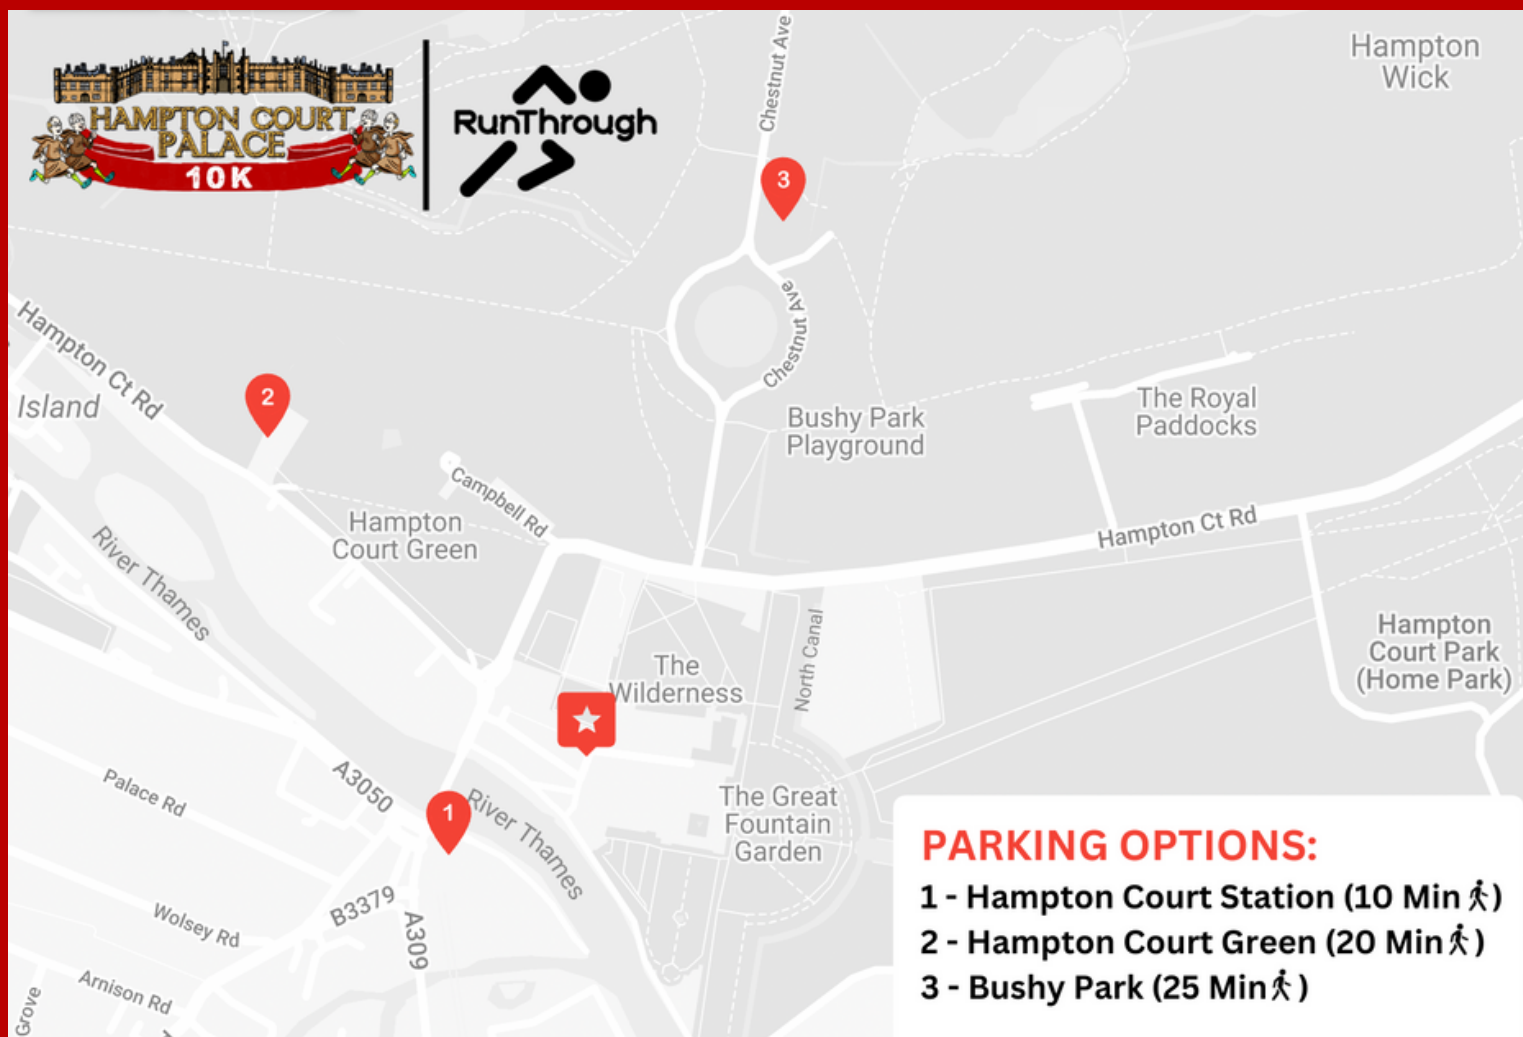 HAMPTON COURT
PALACE
10K
RunThrough
Chestnut Ave
Hampton
Wick
3
Hampton Ct Rd
Island
2
Chestnut Ave
Bushy Park
Playground
The Royal
Paddocks
Campbell Rd
Hampton
Court Green
Hampton Ct Rd
River Thames
The
Wilderness
North Canal
Hampton
Court Park
(Home Park)
A3050
Palace Rd
1
River Thames
The Great
Fountain
Garden
B3379
Wolsey Rd
A309
Arnison Rd
Grove
PARKING OPTIONS:
1 - Hampton Court Station (10 Min)
2 - Hampton Court Green (20 Min)
3 - Bushy Park (25 Min)